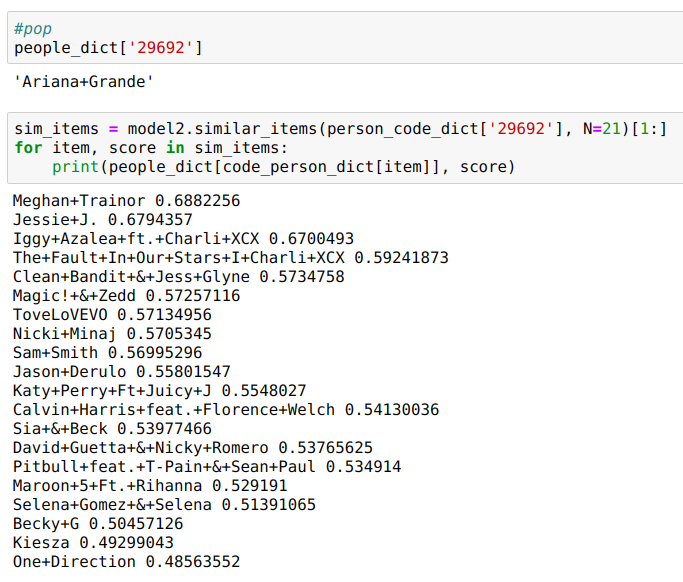 #pop
people_dict['29692']
'Ariana+Grande'
sim_items = model2.similar_items(person_code_dict['29692'], N=21)[1:]
for item, score in sim_items:
    print(people_dict[code_person_dict[item]], score)
Meghan+Trainor 0.6882256
Jessie+J. 0.6794357
Iggy+Azalea+ft.+Charli+XCX 0.6700493
The+Fault+In+Our+Stars+I+Charli+XCX 0.59241873
Clean+Bandit+&+Jess+Glyne 0.5734758
Magic!+&+Zedd 0.57257116
ToveLoVEVO 0.57134956
Nicki+Minaj 0.5705345
Sam+Smith 0.56995296
Jason+Derulo 0.55801547
Katy+Perry+Ft+Juicy+J 0.5548027
Calvin+Harris+feat.+Florence+Welch 0.54130036
Sia+&+Beck 0.53977466
David+Guetta+&+Nicky+Romero 0.53765625
Pitbull+feat.+T-Pain+&+Sean+Paul 0.534914
Maroon+5+Ft.+Rihanna 0.529191
Selena+Gomez+&+Selena 0.51391065
Becky+G 0.50457126
Kiesza 0.49299043
One+Direction 0.48563552